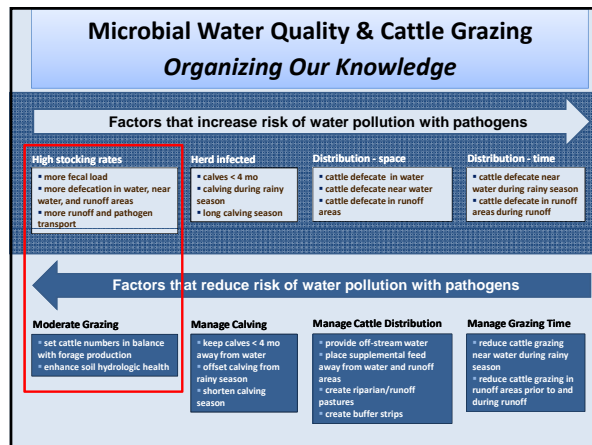 Microbial Water Quality & Cattle Grazing
Organizing Our Knowledge
Factors that increase risk of water pollution with pathogens
High stocking rates
▪ more fecal load
▪ more defecation in water, near
water, and runoff areas
▪ more runoff and pathogen
transport
Herd infected
▪ calves < 4 mo
▪ calving during rainy
season
▪ long calving season
Distribution - space
▪ cattle defecate in water
▪ cattle defecate near water
▪ cattle defecate in runoff
areas
Distribution - time
▪ cattle defecate near
water during rainy season
▪ cattle defecate in runoff
areas during runoff
Factors that reduce risk of water pollution with pathogens
Moderate Grazing
▪ set cattle numbers in balance
with forage production
▪ enhance soil hydrologic health
Manage Calving
▪ keep calves < 4 mo
away from water
▪ offset calving from
rainy season
▪ shorten calving
season
Manage Cattle Distribution
▪ provide off-stream water
▪ place supplemental feed
away from water and runoff
areas
▪ create riparian/runoff
pastures
▪ create buffer strips
Manage Grazing Time
▪ reduce cattle grazing
near water during rainy
season
▪ reduce cattle grazing in
runoff areas prior to and
during runoff